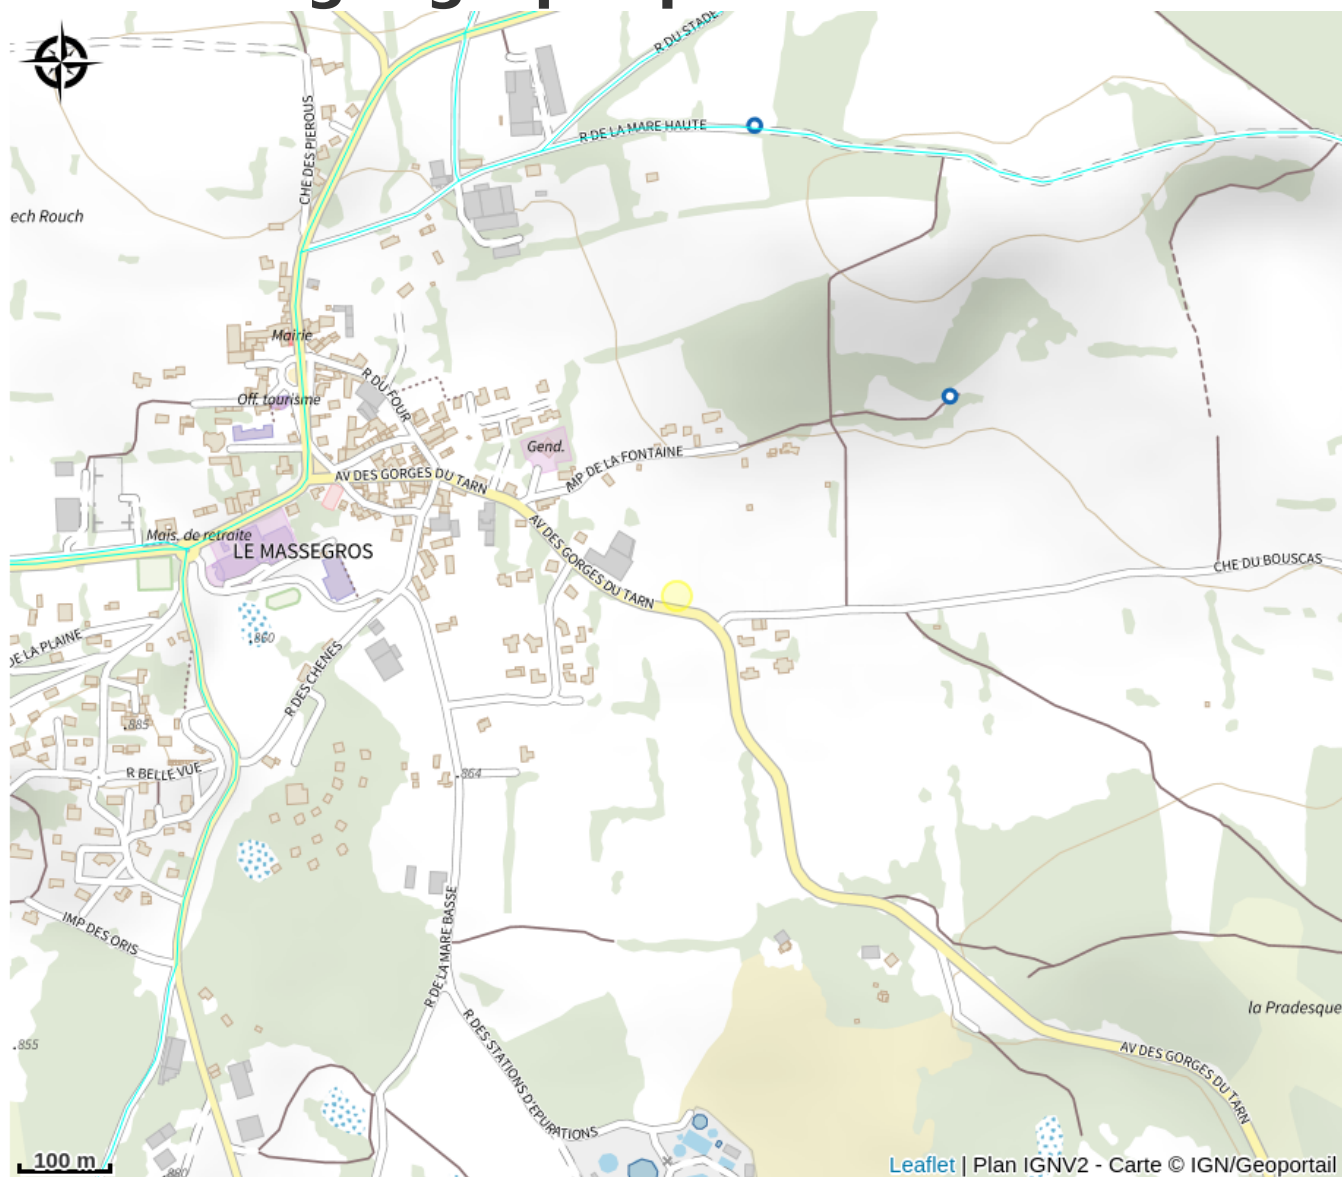 R DU STADE
R DE LA MARE HAUTE
CHE DES PIEROUS
ech Rouch
Mairie
R DU FOUR
Off. tourisme
Gend.
IMP DE LA FONTAINE
AV DES GORGES DU TARN
Mais. de retraite
LE MASSEGROS
AV DES GORGES DU TARN
CHE DU BOUSCAS
.860
DE LA PLAINE
R DES CHENES
.885
R BELLE VUE
.864
IMP DES ORIS
R DE LA MARE BASSE
R DES STATIONS D'EPURATIONS
la Pradesque
.855
AV DES GORGES DU TARN
100 m
880
Leaflet | Plan IGNV2 - Carte © IGN/Geoportail